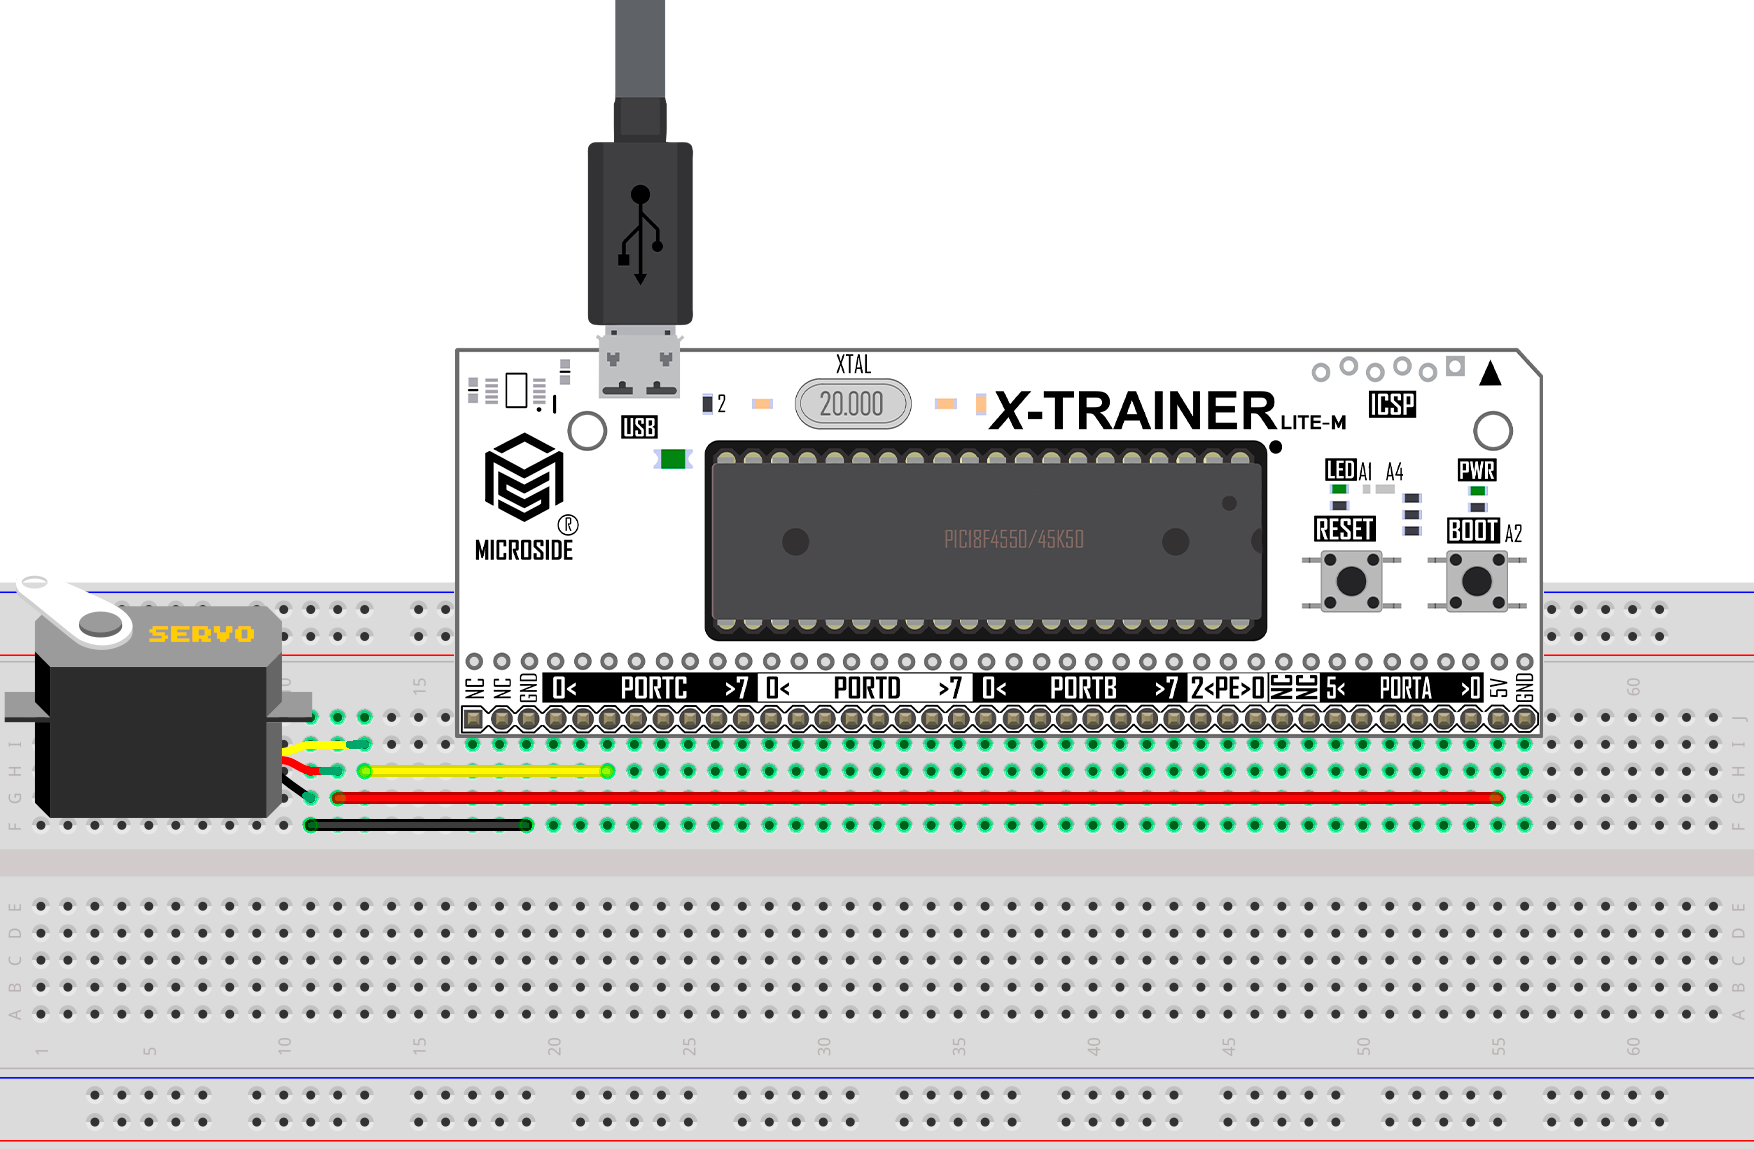 XTAL
20.000
2
X-TRAINER LITE-M
ICSP
USB
LED A1 A4 PWR
MICROSIDE ®
RESET
BOOT A2
PIC18F4550/45K50
SERVO
NC NC GND 0< PORTC >7 0< PORTD >7 0< PORTB >7 2<PE>0 NC NC 5< PORTA >0 5V GND
10 15 60
J
I I
H H
G G
F F
E E
D D
C C
B B
A A
1 5 10 15 20 25 30 35 40 45 50 55 60